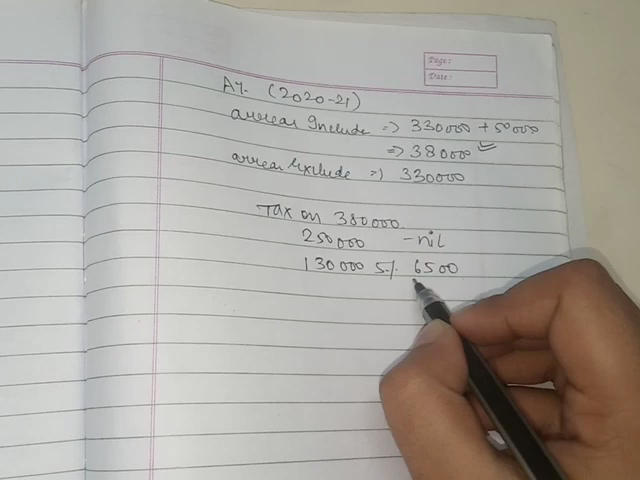 Page:
Date:
AY. (2020-21)
arrear Include => 330000 + 50000
=> 380000
arrear Exclude => 330000
Tax on 380000
250000 - nil
130000 5% 6500